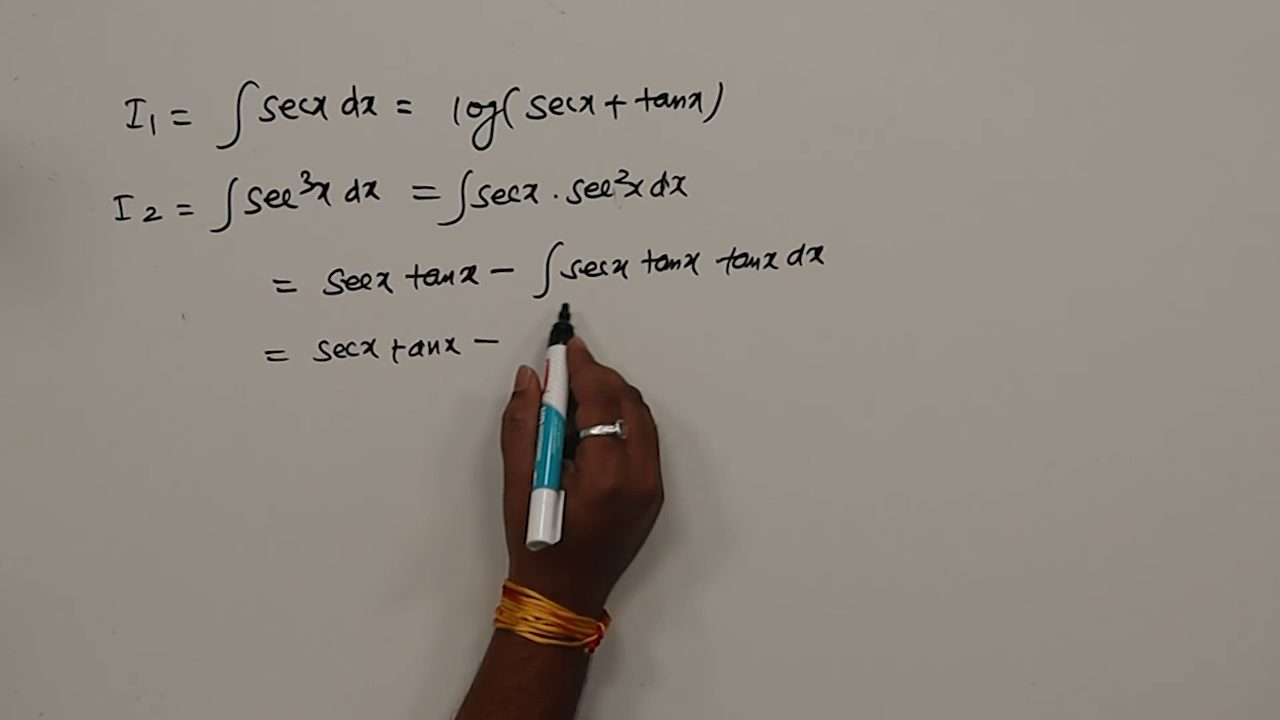 I₁ = ∫ secx dx = log(secx + tanx)
I₂ = ∫ sec³x dx = ∫ secx . sec²x dx
= secx tanx − ∫ secx tanx tanx dx
= secx tanx −